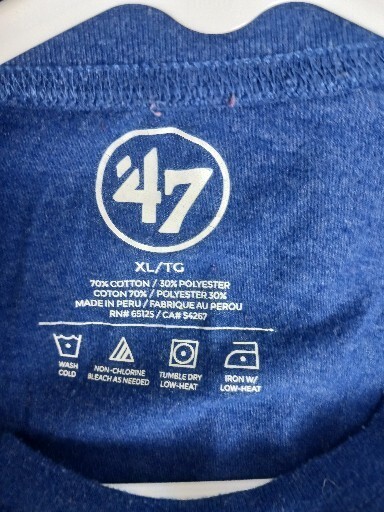 '47
XL/TG
70% COTTON / 30% POLYESTER
COTON 70% / POLYESTER 30%
MADE IN PERU / FABRIQUE AU PEROU
RN# 65125 / CA# 54267
WASH
COLD
NON-CHLORINE
BLEACH AS NEEDED
TUMBLE DRY
LOW-HEAT
IRON W/
LOW-HEAT